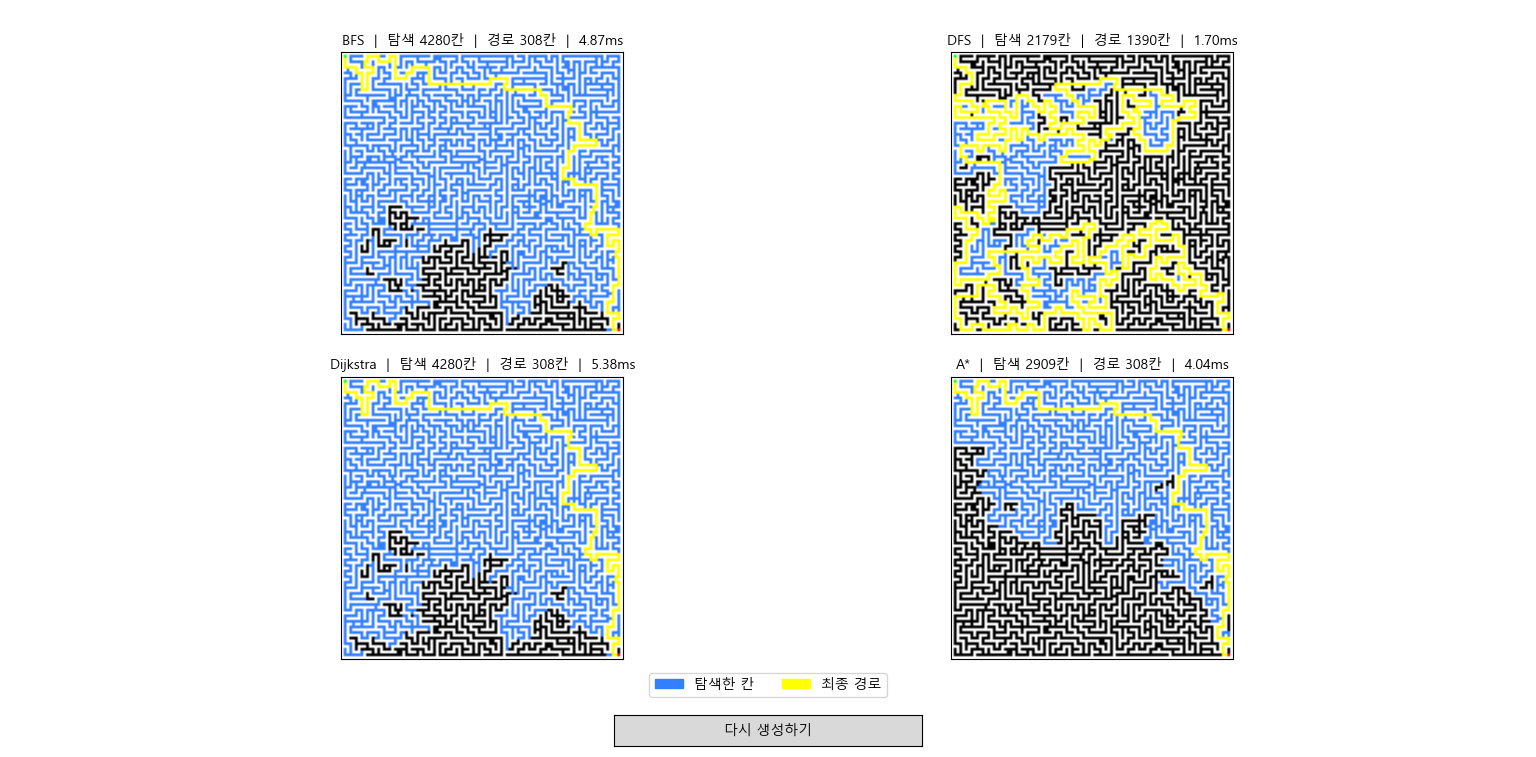 BFS | 탐색 4280칸 | 경로 308칸 | 4.87ms
DFS | 탐색 2179칸 | 경로 1390칸 | 1.70ms
Dijkstra | 탐색 4280칸 | 경로 308칸 | 5.38ms
A* | 탐색 2909칸 | 경로 308칸 | 4.04ms
탐색한 칸 최종 경로
다시 생성하기